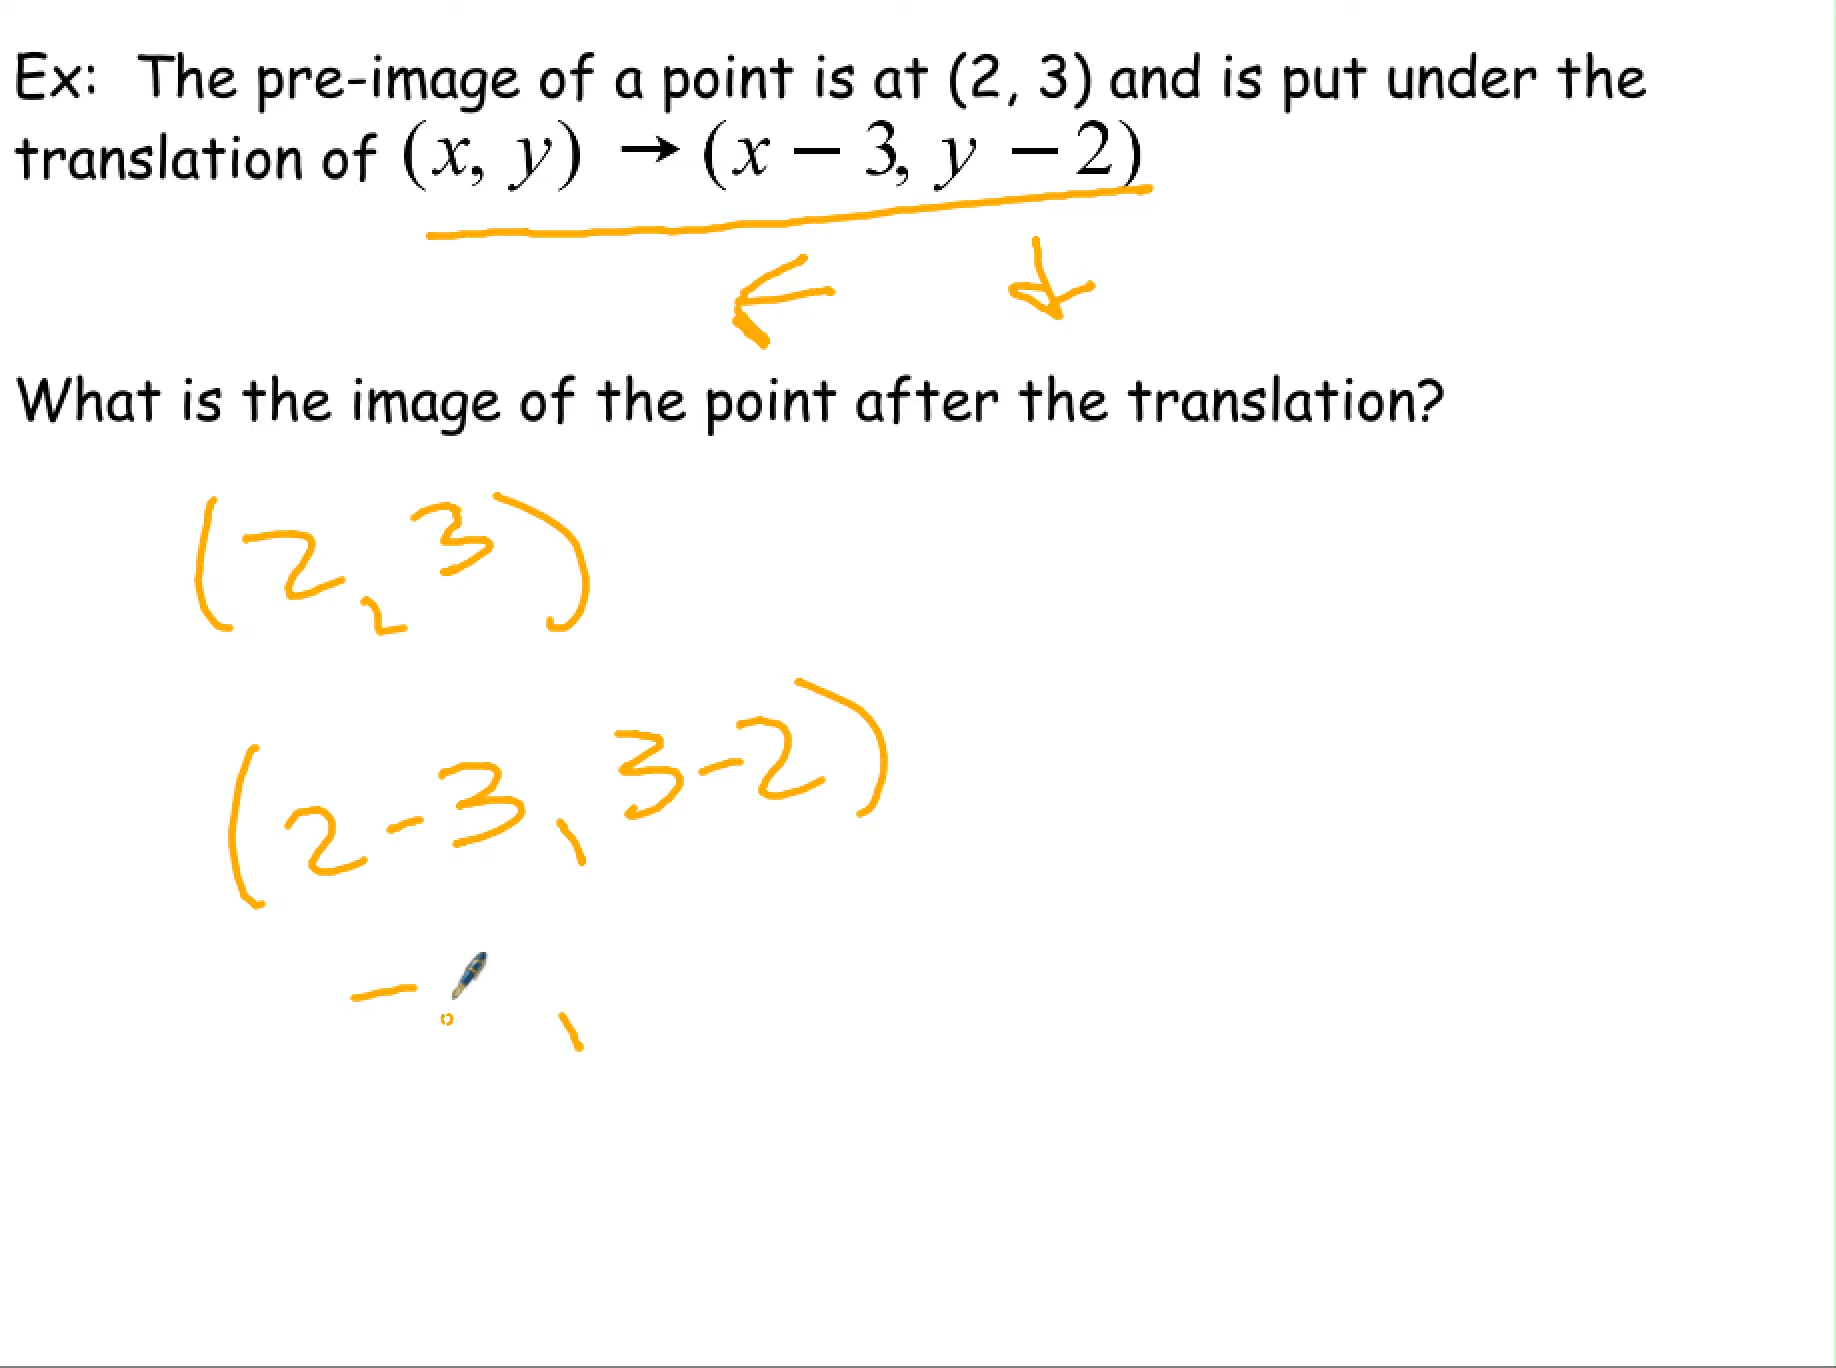 Ex: The pre-image of a point is at (2, 3) and is put under the
translation of (x, y) → (x − 3, y − 2)
What is the image of the point after the translation?
(2, 3)
(2-3, 3-2)
- ,